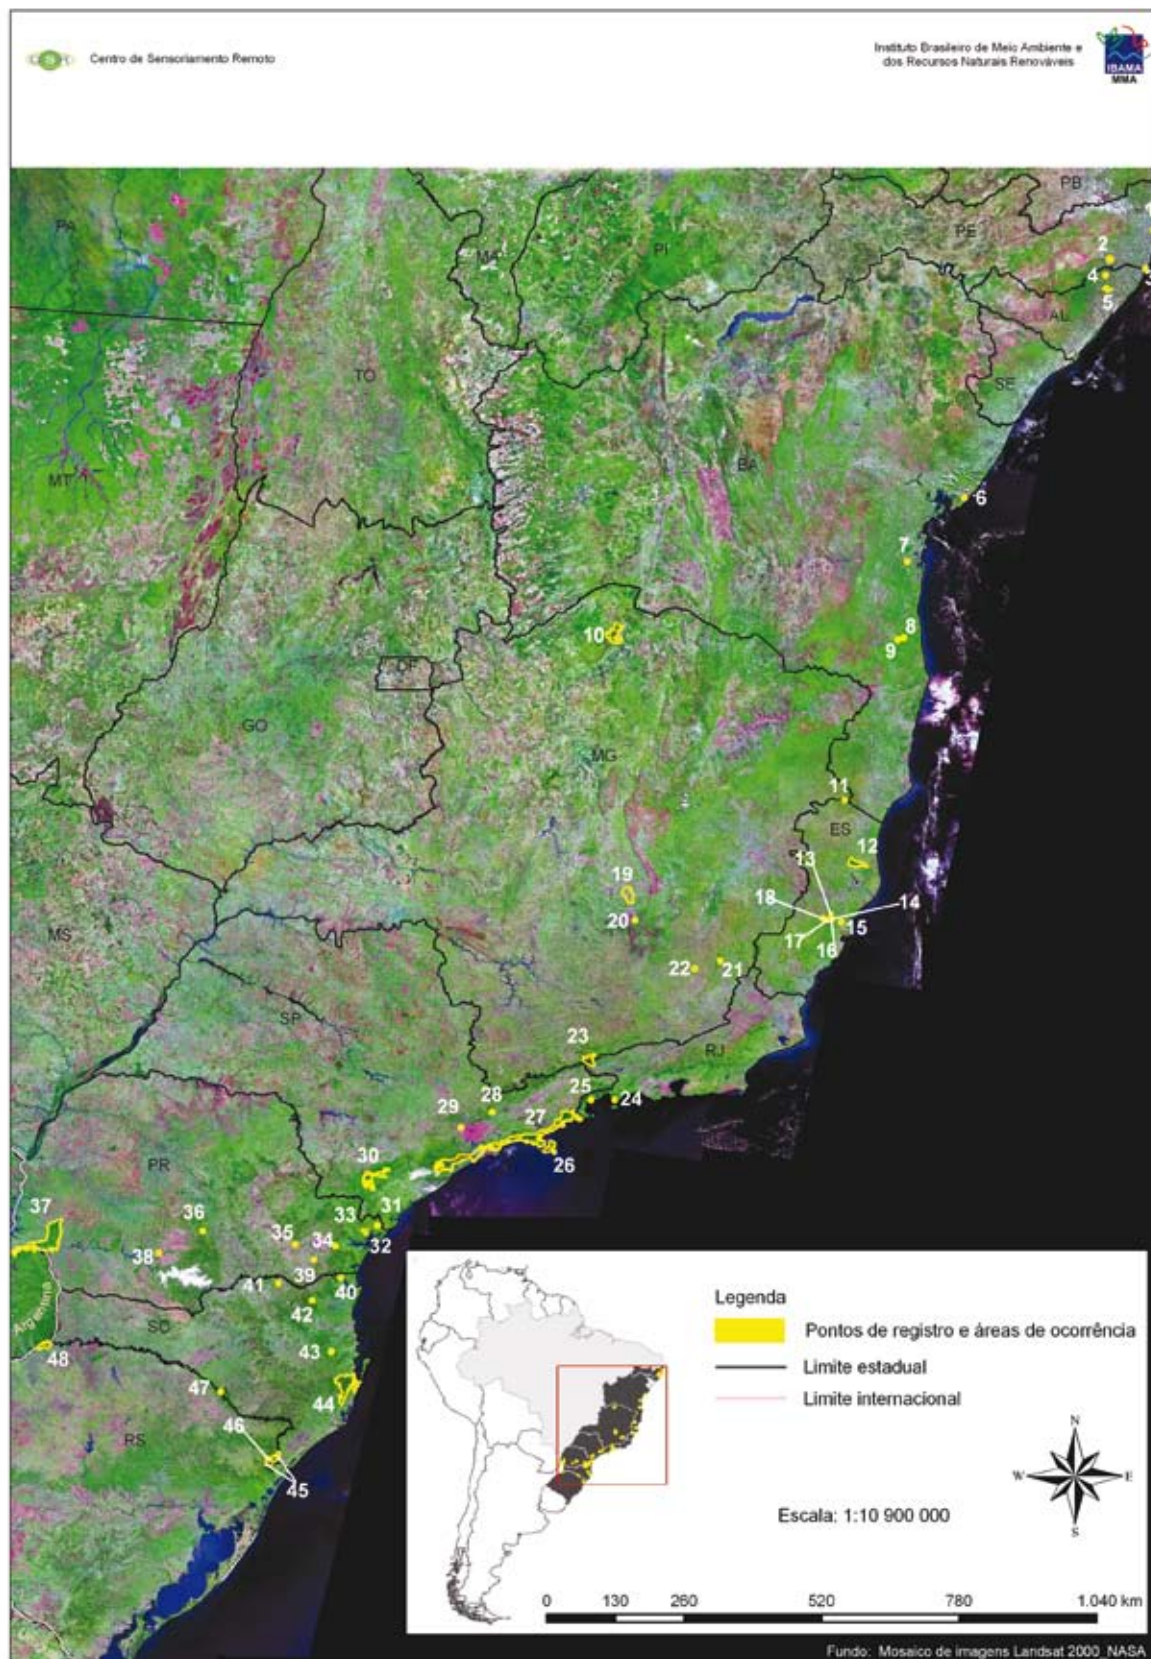 Centro de Sensoriamento Remoto
Instituto Brasileiro de Meio Ambiente e
dos Recursos Naturais Renováveis
IBAMA
MMA
PB
PA
PE
1
MA
PI
2
4
3
5
AL
TO
SE
BA
MT
6
7
8
10
9
DF
GO
MG
11
ES
13
12
19
18
14
20
15
MS
17
16
22
21
SP
23
RJ
25
24
28
29
27
26
PR
30
37
36
33
31
35
34
32
38
39
41
40
Argentina
42
SC
43
48
47
44
46
RS
45
Legenda
Pontos de registro e áreas de ocorrência
Limite estadual
Limite internacional
N
W
E
S
Escala: 1:10 900 000
0 130 260 520 780 1.040 km
Fundo: Mosaico de imagens Landsat 2000_NASA